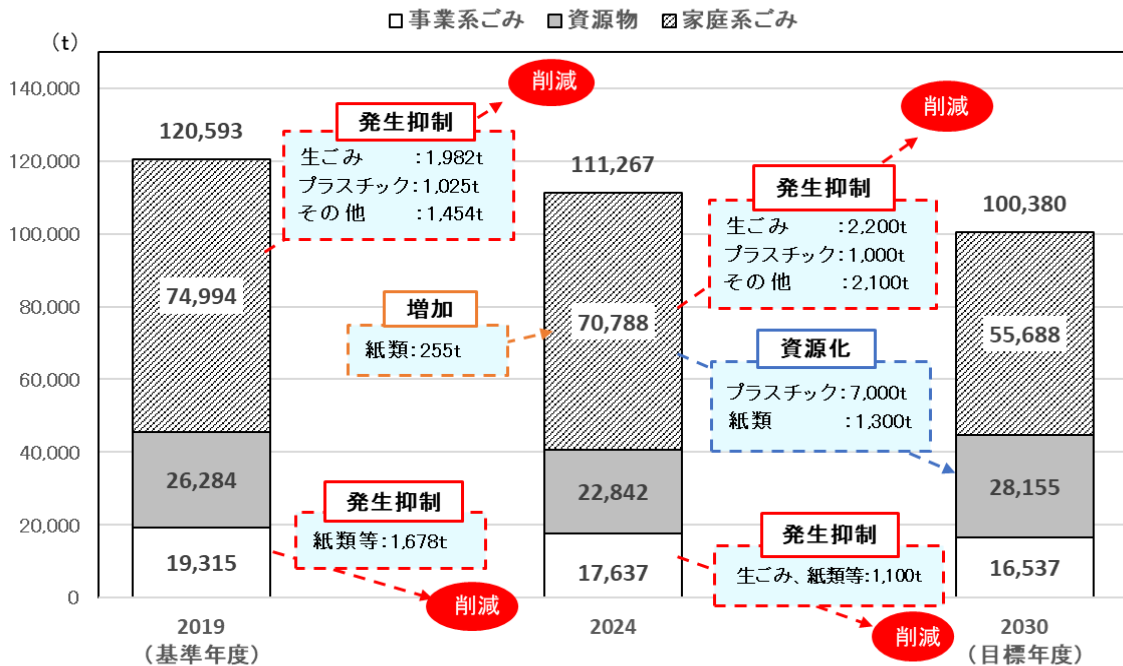 □事業系ごみ ■資源物 家庭系ごみ
（t）
140,000
120,000
100,000
80,000
60,000
40,000
20,000
0
120,593
74,994
26,284
19,315
2019
（基準年度）
発生抑制
生ごみ　　　:1,982t
プラスチック:1,025t
その他　　　:1,454t
削減
増加
紙類:255t
発生抑制
紙類等:1,678t
削減
111,267
70,788
22,842
17,637
2024
発生抑制
生ごみ　　　:2,200t
プラスチック:1,000t
その他　　　:2,100t
削減
資源化
プラスチック:7,000t
紙類　　　　:1,300t
発生抑制
生ごみ、紙類等:1,100t
削減
100,380
55,688
28,155
16,537
2030
（目標年度）